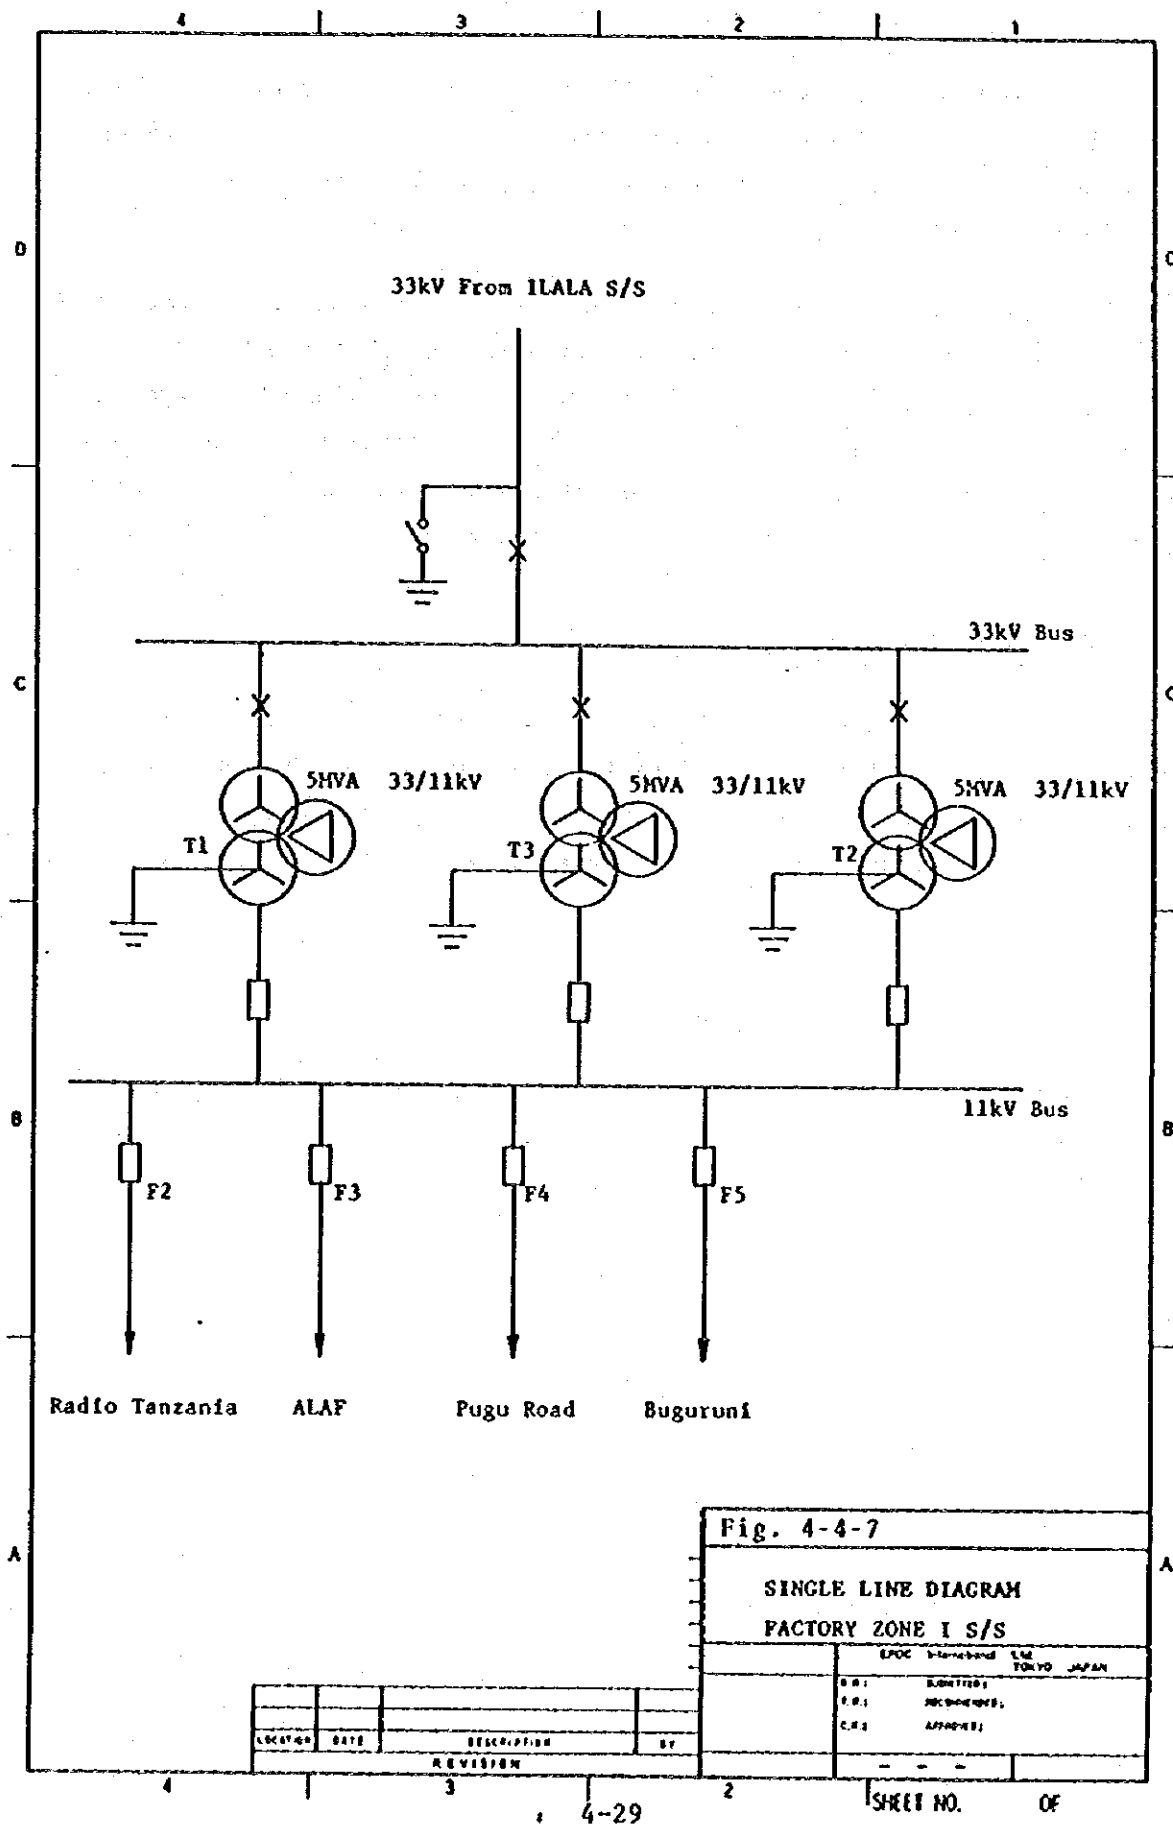 4 3 2 1
D
33kV From ILALA S/S
33kV Bus
C C
5MVA 33/11kV 5MVA 33/11kV 5MVA 33/11kV
T1 T3 T2
11kV Bus
B B
F2 F3 F4 F5
Radio Tanzania ALAF Pugu Road Buguruni
Fig. 4-4-7
A A
SINGLE LINE DIAGRAM
FACTORY ZONE I S/S
TOKYO JAPAN
LOCATION DATE DESCRIPTION BY
REVISION
4 3 2
SHEET NO. OF
4-29